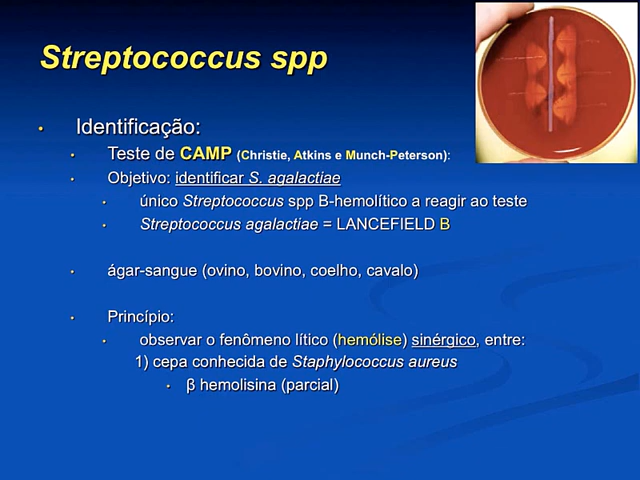 Streptococcus spp
• Identificação:
• Teste de CAMP (Christie, Atkins e Munch-Peterson):
• Objetivo: identificar S. agalactiae
• único Streptococcus spp B-hemolítico a reagir ao teste
• Streptococcus agalactiae = LANCEFIELD B
• ágar-sangue (ovino, bovino, coelho, cavalo)
• Princípio:
• observar o fenômeno lítico (hemólise) sinérgico, entre:
1) cepa conhecida de Staphylococcus aureus
• β hemolisina (parcial)